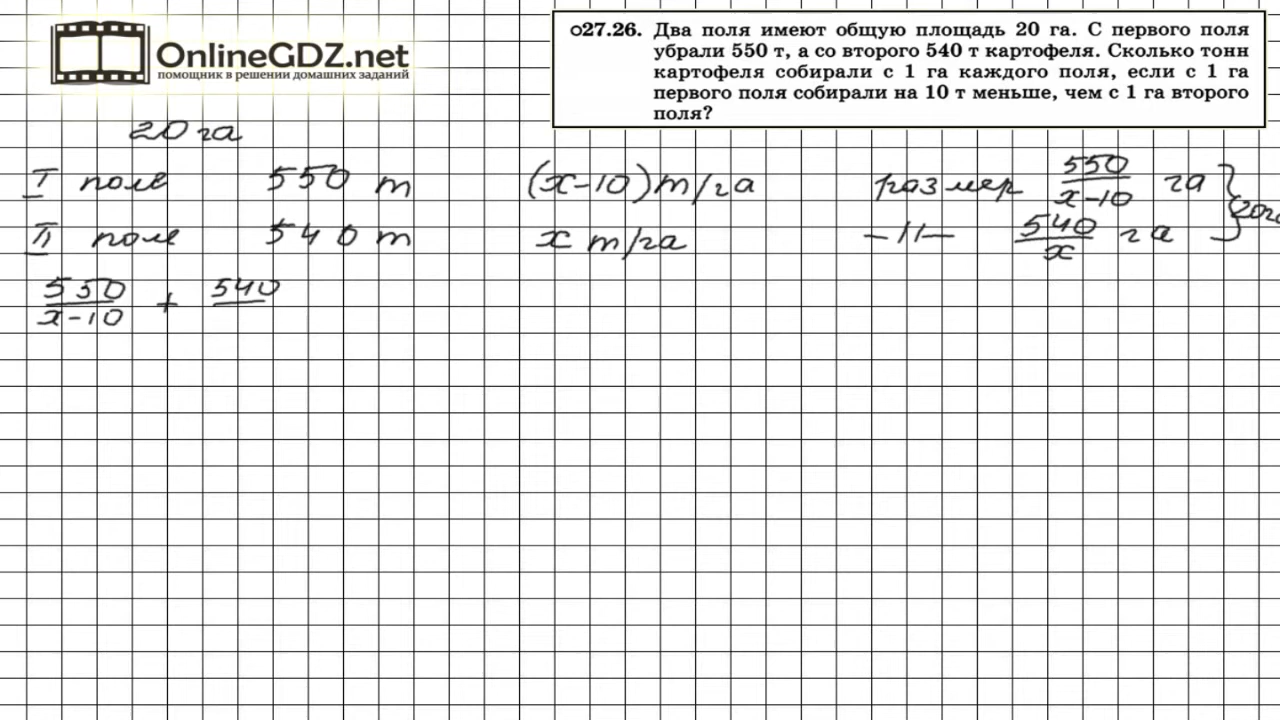 OnlineGDZ.net
помощник в решении домашних заданий
27.26. Два поля имеют общую площадь 20 га. С первого поля
убрали 550 т, а со второго 540 т картофеля. Сколько тонн
картофеля собирали с 1 га каждого поля, если с 1 га
первого поля собирали на 10 т меньше, чем с 1 га второго
поля?
20 га
I поле 550 т (x-10) т/га размер 550/(x-10) га
II поле 540 т x т/га -||- 540/x га } 20га
550/(x-10) + 540